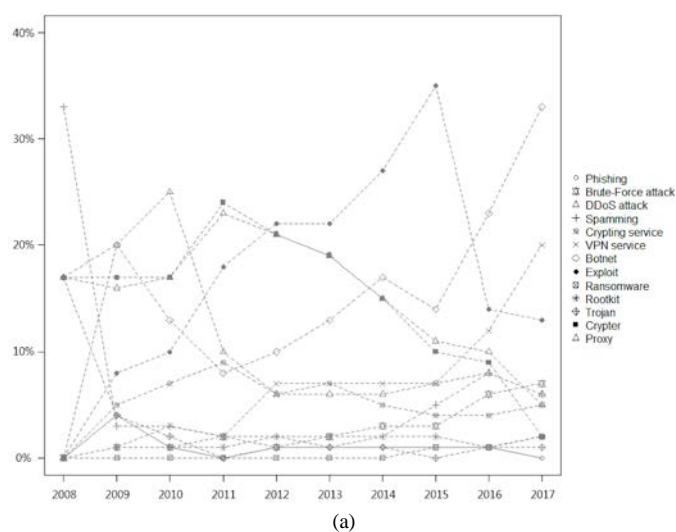 40%
30%
20%
10%
0%
2008 2009 2010 2011 2012 2013 2014 2015 2016 2017
Phishing
Brute-Force attack
DDoS attack
Spamming
Crypting service
VPN service
Botnet
Exploit
Ransomware
Rootkit
Trojan
Crypter
Proxy
(a)